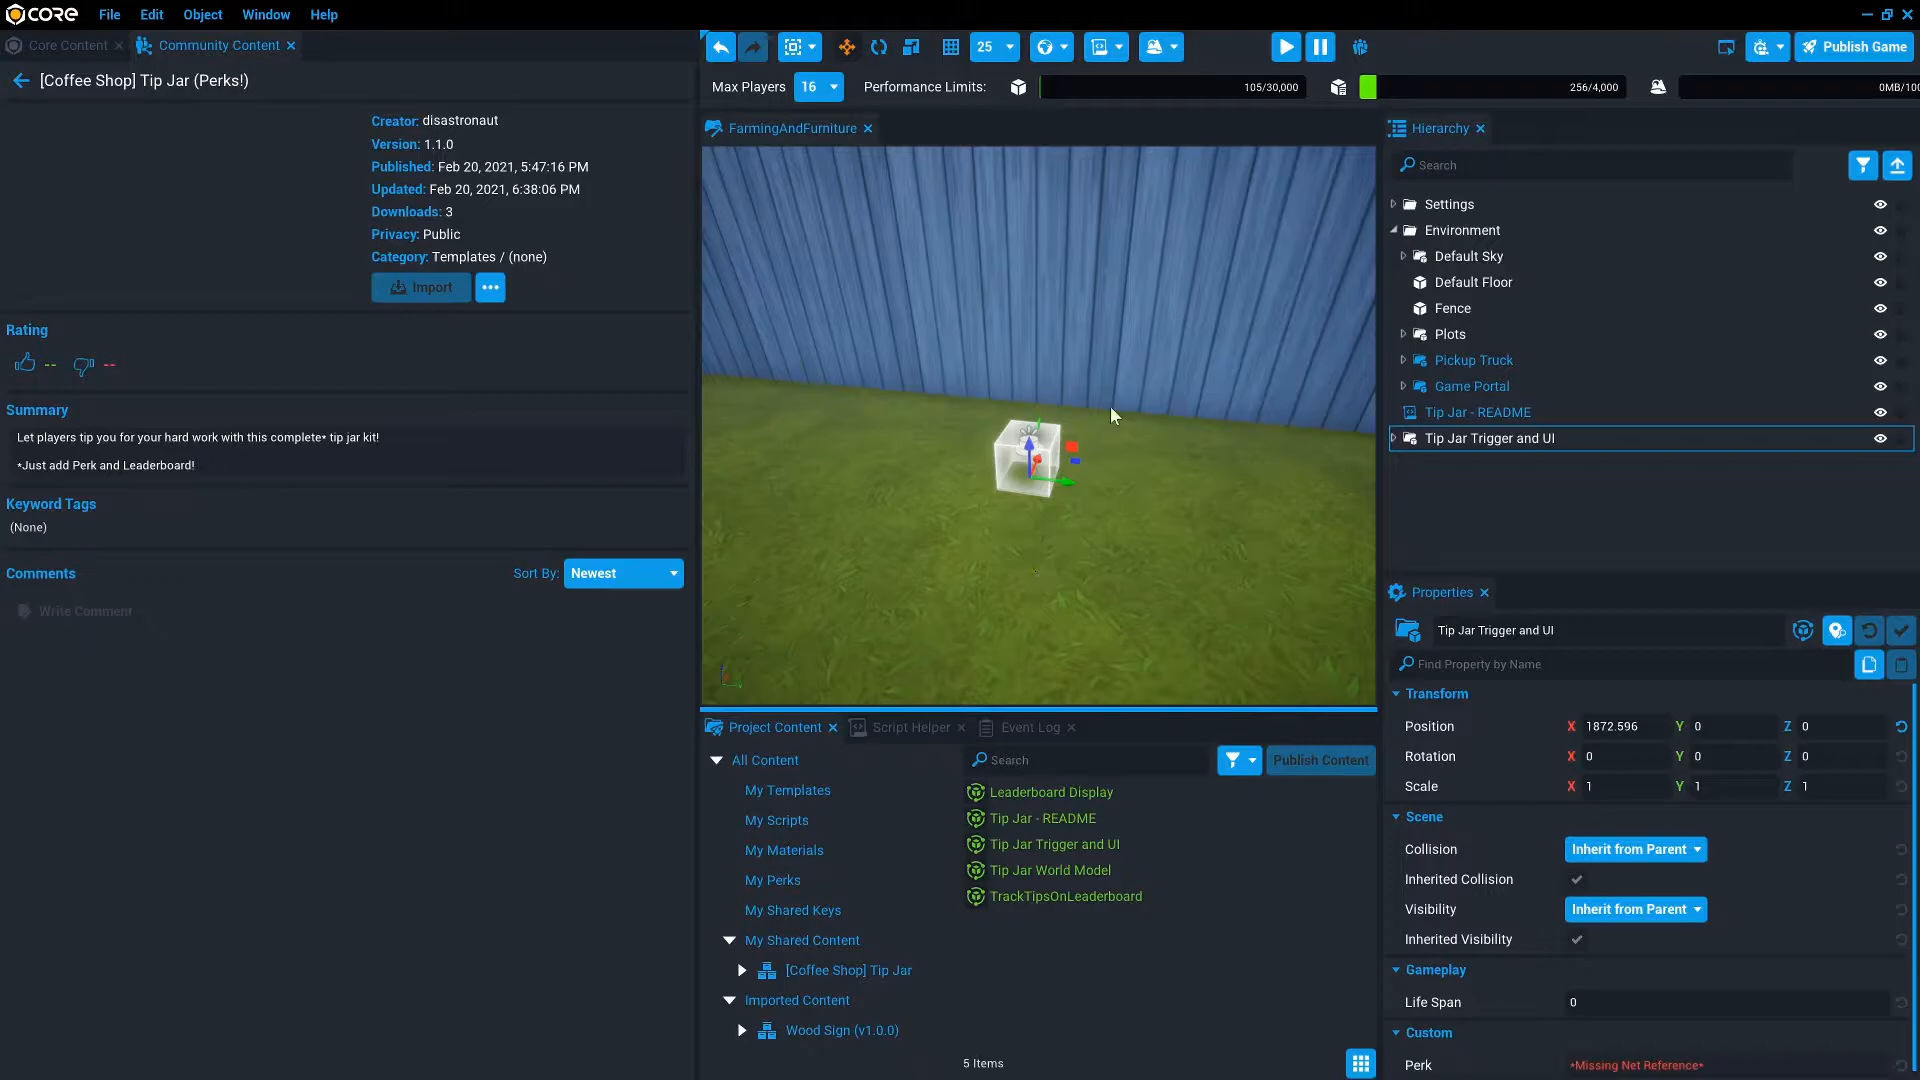 CORE File Edit Object Window Help
Core Content Community Content
[Coffee Shop] Tip Jar (Perks!)
Creator: disastronaut
Version: 1.1.0
Published: Feb 20, 2021, 5:47:16 PM
Updated: Feb 20, 2021, 6:38:06 PM
Downloads: 3
Privacy: Public
Category: Templates / (none)
Import
Rating
-- --
Summary
Let players tip you for your hard work with this complete* tip jar kit!
*Just add Perk and Leaderboard!
Keyword Tags
(None)
Comments Sort By: Newest
Write Comment
25 Publish Game
Max Players 16 Performance Limits: 105/30,000 256/4,000 0MB/100
FarmingAndFurniture
Project Content Script Helper Event Log
All Content Search Publish Content
My Templates
My Scripts
My Materials
My Perks
My Shared Keys
My Shared Content
[Coffee Shop] Tip Jar
Imported Content
Wood Sign (v1.0.0)
Leaderboard Display
Tip Jar - README
Tip Jar Trigger and UI
Tip Jar World Model
TrackTipsOnLeaderboard
5 Items
Hierarchy
Search
Settings
Environment
Default Sky
Default Floor
Fence
Plots
Pickup Truck
Game Portal
Tip Jar - README
Tip Jar Trigger and UI
Properties
Tip Jar Trigger and UI
Find Property by Name
Transform
Position X 1872.596 Y 0 Z 0
Rotation X 0 Y 0 Z 0
Scale X 1 Y 1 Z 1
Scene
Collision Inherit from Parent
Inherited Collision
Visibility Inherit from Parent
Inherited Visibility
Gameplay
Life Span 0
Custom
Perk *Missing Net Reference*